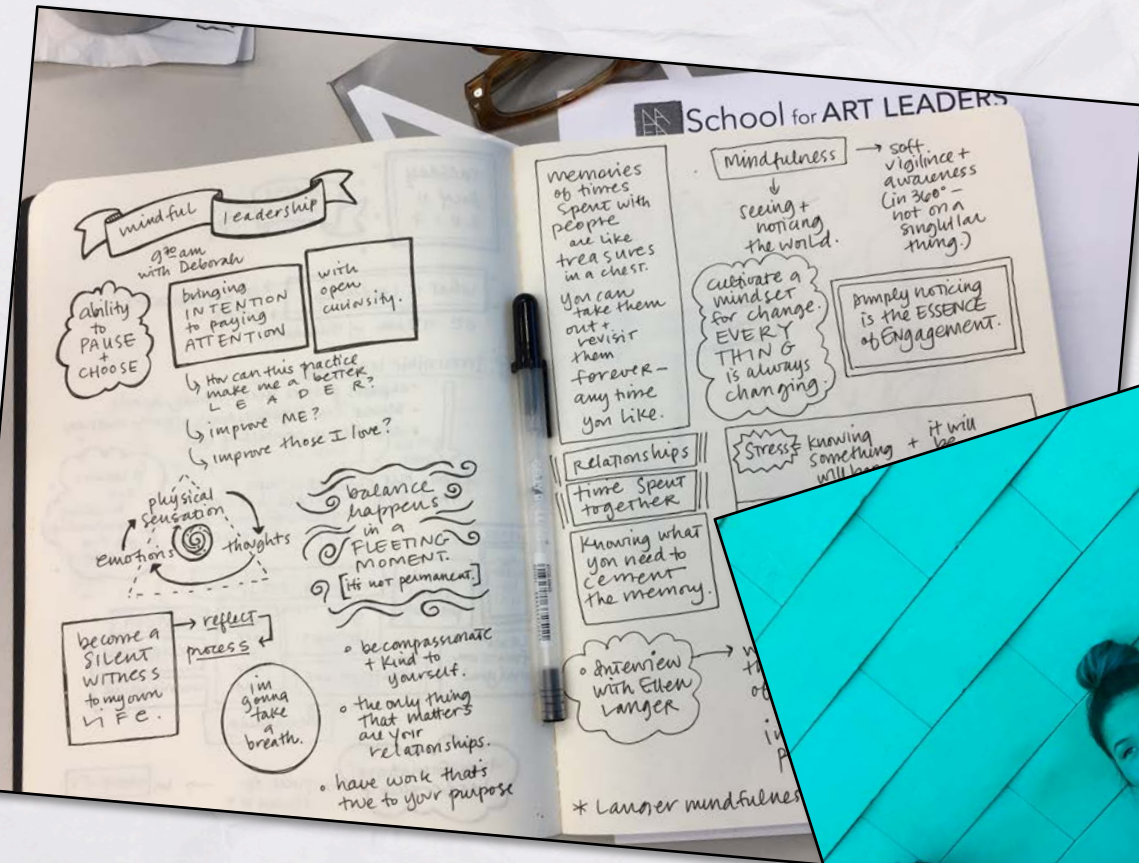 School for ART LEADERS
mindful leadership
9:30 am
with Deborah
ability
to
PAUSE
+
CHOOSE
bringing
INTENTION
to paying
ATTENTION
with
open
curiosity.
How can this practice
make me a better
LEADER?
improve ME?
improve those I love?
physical
sensation
emotions
thoughts
balance
happens
in a
FLEETING
MOMENT.
[it's not permanent.]
become a
SILENT
WITNESS
to my own
LIFE.
reflect
process
im
gonna
take
a
breath.
• be compassionate
+ kind to
yourself.
• the only thing
that matters
are your
relationships.
• have work that's
true to your purpose
memories
of times
spent with
people
are like
treasures
in a chest.
you can
take them
out +
revisit
them
forever –
any time
you like.
Relationships
time spent
together
Knowing what
you need to
cement
the memory.
• Interview
with Ellen
Langer
Mindfulness
seeing +
noticing
the world.
soft
vigilince +
awareness
(in 360° –
not on a
singlular
thing.)
cultivate a
mindset
for change.
EVERY
THING
is always
changing.
simply noticing
is the ESSENCE
of Engagement.
Stress = knowing
something
will
+ it will
be
* Langer